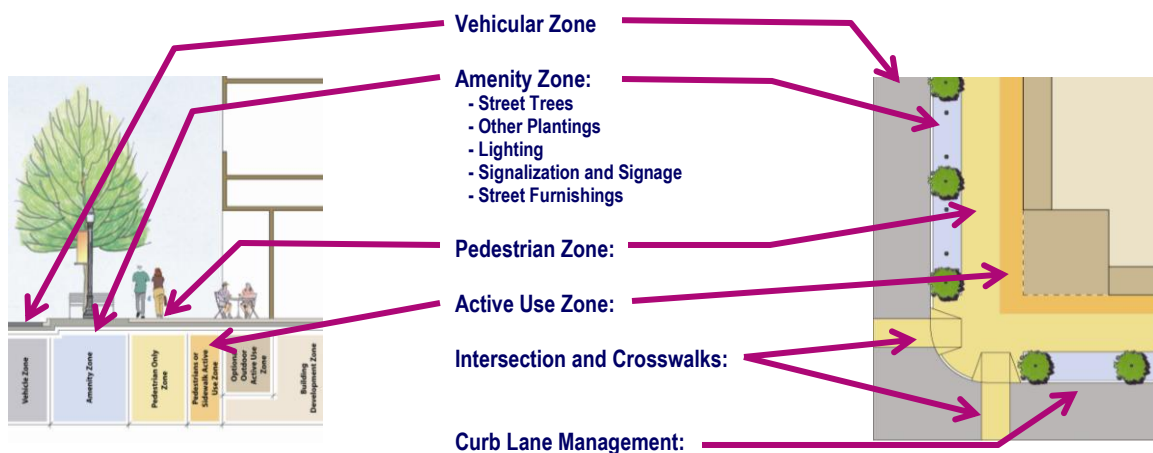 Vehicular Zone
Amenity Zone:
- Street Trees
- Other Plantings
- Lighting
- Signalization and Signage
- Street Furnishings
Pedestrian Zone:
Active Use Zone:
Intersection and Crosswalks:
Curb Lane Management:
Vehicle Zone
Amenity Zone
Pedestrian Only
Zone
Pedestrians or
Sidewalk Active
Use Zone
Outdoor
Active Use
Zone
Building
Development Zone